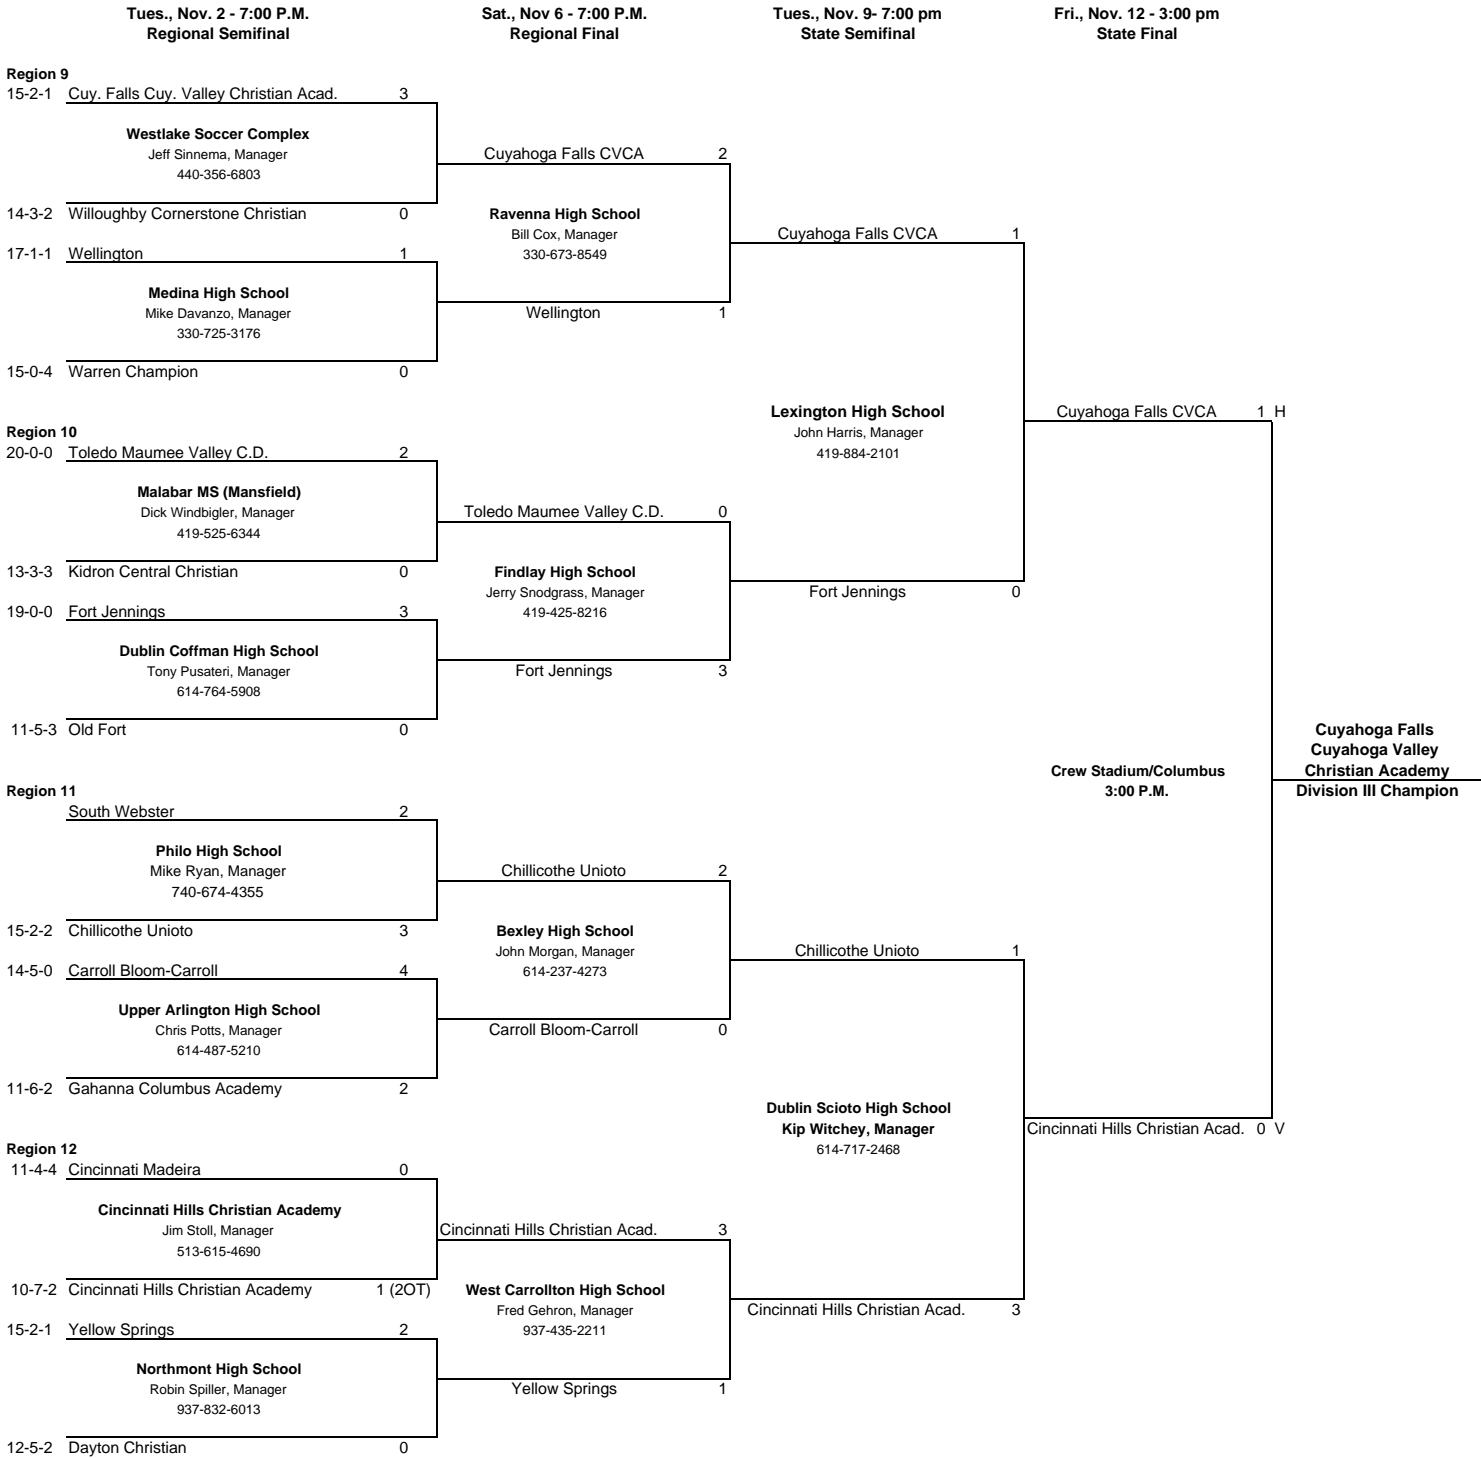 Tues., Nov. 2 - 7:00 P.M. Sat., Nov 6 - 7:00 P.M. Tues., Nov. 9- 7:00 pm Fri., Nov. 12 - 3:00 pm
Regional Semifinal Regional Final State Semifinal State Final
Region 9
15-2-1 Cuy. Falls Cuy. Valley Christian Acad. 3
Westlake Soccer Complex
Jeff Sinnema, Manager
440-356-6803
Cuyahoga Falls CVCA 2
14-3-2 Willoughby Cornerstone Christian 0
Ravenna High School
Bill Cox, Manager
330-673-8549
Cuyahoga Falls CVCA 1
17-1-1 Wellington 1
Medina High School
Mike Davanzo, Manager
330-725-3176
Wellington 1
15-0-4 Warren Champion 0
Lexington High School
John Harris, Manager
419-884-2101
Cuyahoga Falls CVCA 1 H
Region 10
20-0-0 Toledo Maumee Valley C.D. 2
Malabar MS (Mansfield)
Dick Windbigler, Manager
419-525-6344
Toledo Maumee Valley C.D. 0
13-3-3 Kidron Central Christian 0
Findlay High School
Jerry Snodgrass, Manager
419-425-8216
Fort Jennings 0
19-0-0 Fort Jennings 3
Dublin Coffman High School
Tony Pusateri, Manager
614-764-5908
Fort Jennings 3
11-5-3 Old Fort 0
Cuyahoga Falls
Cuyahoga Valley
Christian Academy
Division III Champion
Crew Stadium/Columbus
3:00 P.M.
Region 11
South Webster 2
Philo High School
Mike Ryan, Manager
740-674-4355
Chillicothe Unioto 2
15-2-2 Chillicothe Unioto 3
Bexley High School
John Morgan, Manager
614-237-4273
Chillicothe Unioto 1
14-5-0 Carroll Bloom-Carroll 4
Upper Arlington High School
Chris Potts, Manager
614-487-5210
Carroll Bloom-Carroll 0
11-6-2 Gahanna Columbus Academy 2
Dublin Scioto High School
Kip Witchey, Manager
614-717-2468
Cincinnati Hills Christian Acad. 0 V
Region 12
11-4-4 Cincinnati Madeira 0
Cincinnati Hills Christian Academy
Jim Stoll, Manager
513-615-4690
Cincinnati Hills Christian Acad. 3
10-7-2 Cincinnati Hills Christian Academy 1 (2OT)
West Carrollton High School
Fred Gehron, Manager
937-435-2211
Cincinnati Hills Christian Acad. 3
15-2-1 Yellow Springs 2
Northmont High School
Robin Spiller, Manager
937-832-6013
Yellow Springs 1
12-5-2 Dayton Christian 0